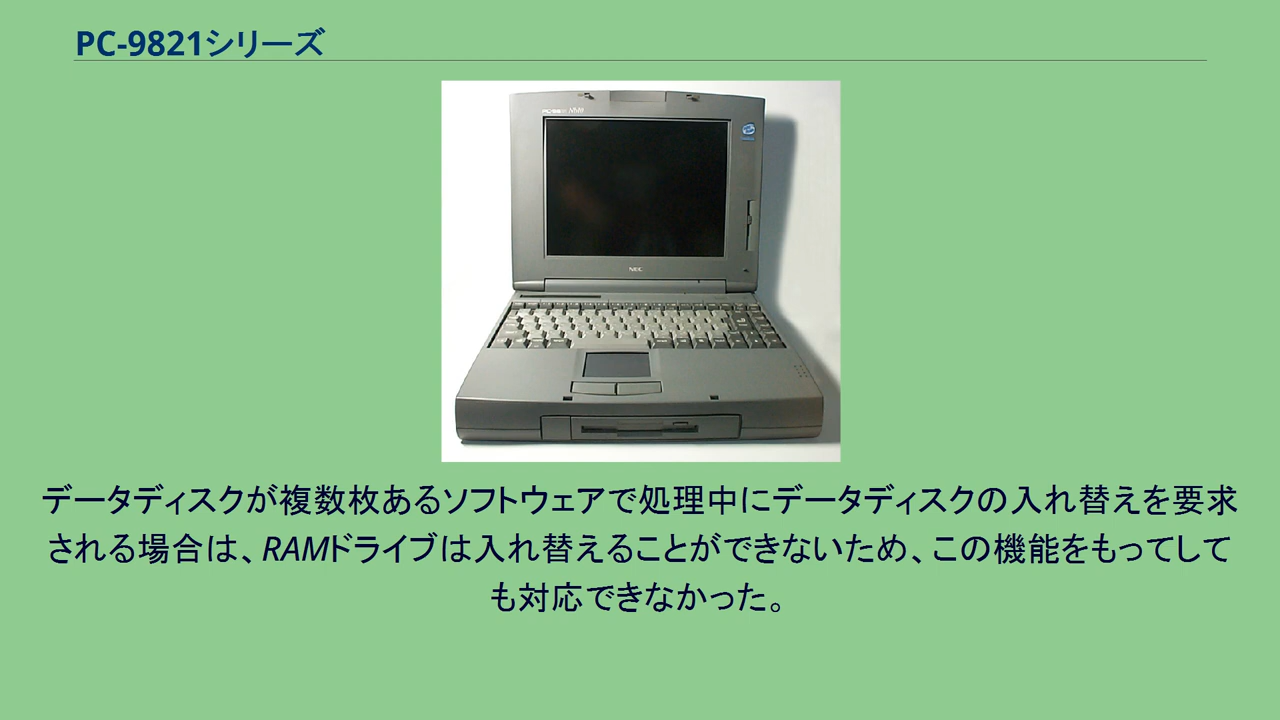 PC-9821シリーズ
NEC
データディスクが複数枚あるソフトウェアで処理中にデータディスクの入れ替えを要求
される場合は、RAMドライブは入れ替えることができないため、この機能をもってして
も対応できなかった。